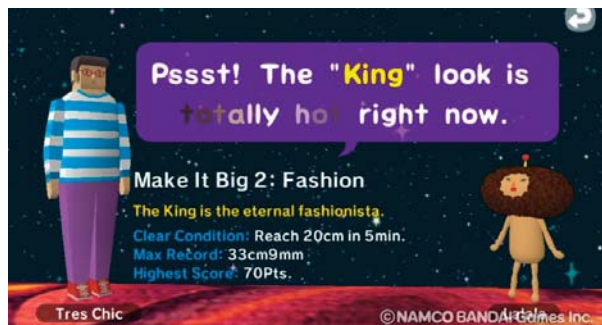 Pssst! The "King" look is
totally hot right now.
Make It Big 2: Fashion
The King is the eternal fashionista.
Clear Condition: Reach 20cm in 5min.
Max Record: 33cm9mm
Highest Score: 70Pts.
Tres Chic
Lalala
©NAMCO BANDAI Games Inc.